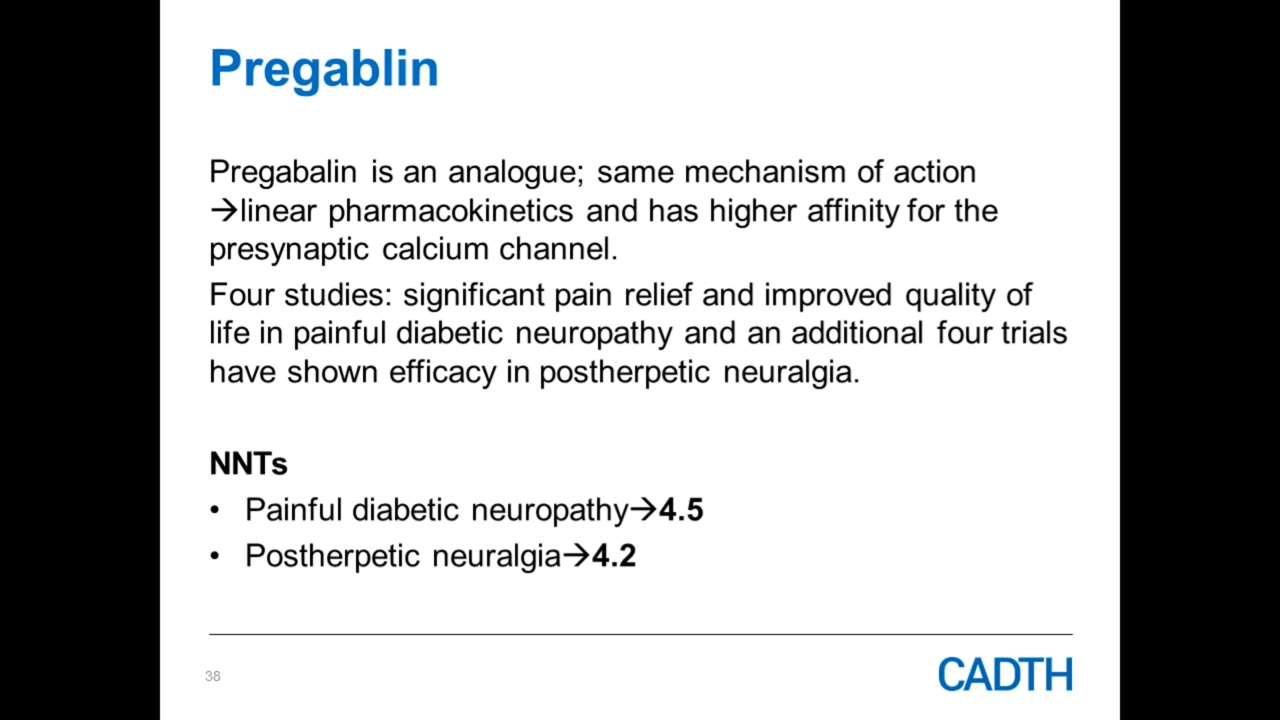 Pregablin
Pregabalin is an analogue; same mechanism of action
→linear pharmacokinetics and has higher affinity for the
presynaptic calcium channel.
Four studies: significant pain relief and improved quality of
life in painful diabetic neuropathy and an additional four trials
have shown efficacy in postherpetic neuralgia.
NNTs
• Painful diabetic neuropathy→4.5
• Postherpetic neuralgia→4.2
38
CADTH